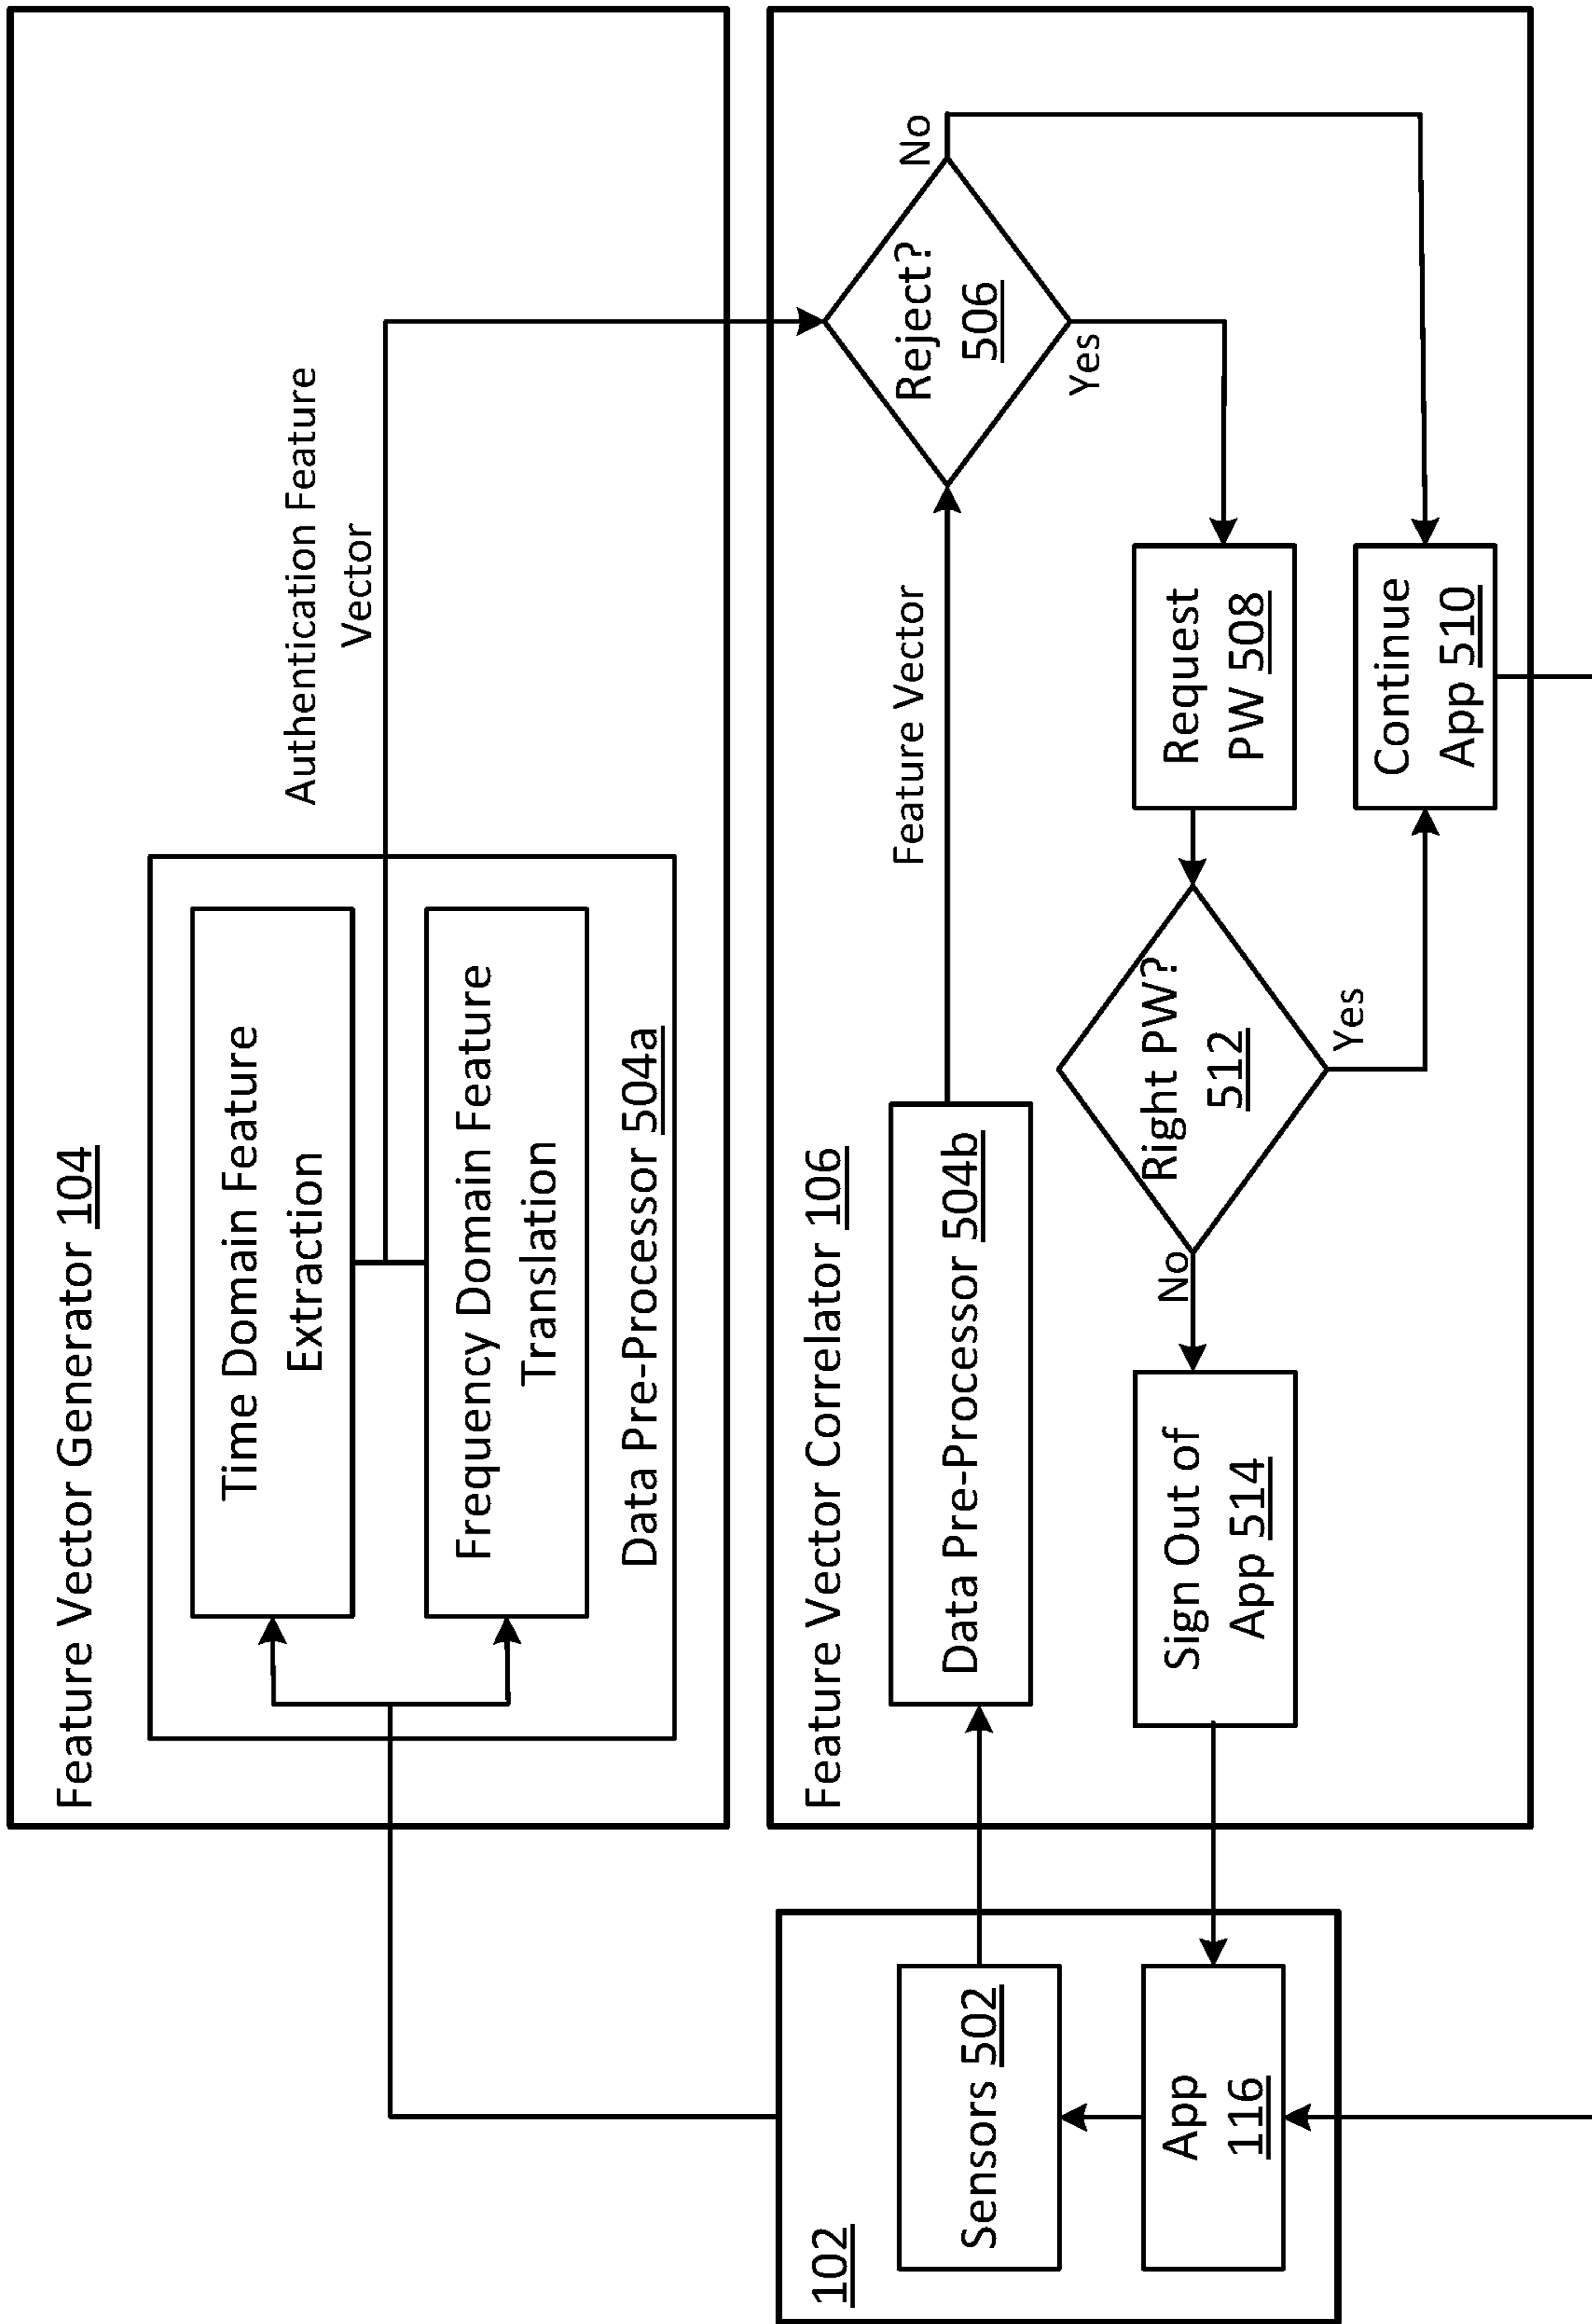 Feature Vector Generator 104
Time Domain Feature
Extraction
Frequency Domain Feature
Translation
Data Pre-Processor 504a
Authentication Feature
Vector
102
Sensors 502
App
116
Feature Vector Correlator 106
Data Pre-Processor 504b
Feature Vector
Reject?
506
No
Yes
Sign Out of
App 514
No
Right PW?
512
Yes
Request
PW 508
Continue
App 510